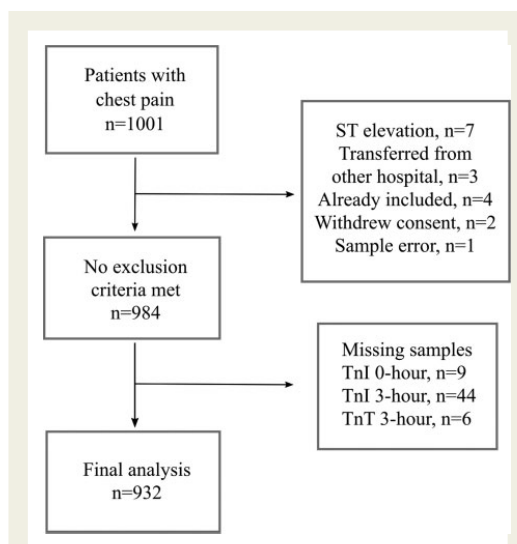 Patients with
chest pain
n=1001
ST elevation, n=7
Transferred from
other hospital, n=3
Already included, n=4
Withdrew consent, n=2
Sample error, n=1
No exclusion
criteria met
n=984
Missing samples
TnI 0-hour, n=9
TnI 3-hour, n=44
TnT 3-hour, n=6
Final analysis
n=932